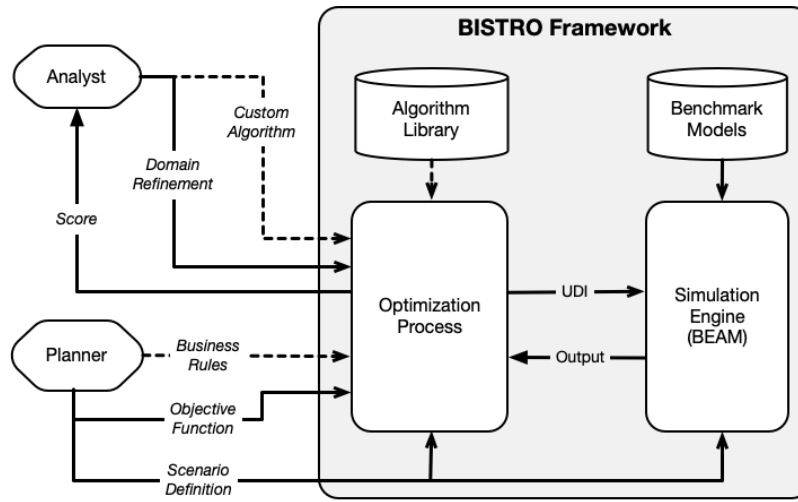 BISTRO Framework
Analyst
Custom
Algorithm
Algorithm
Library
Benchmark
Models
Domain
Refinement
Score
Optimization
Process
UDI
Simulation
Engine
(BEAM)
Output
Planner
Business
Rules
Objective
Function
Scenario
Definition